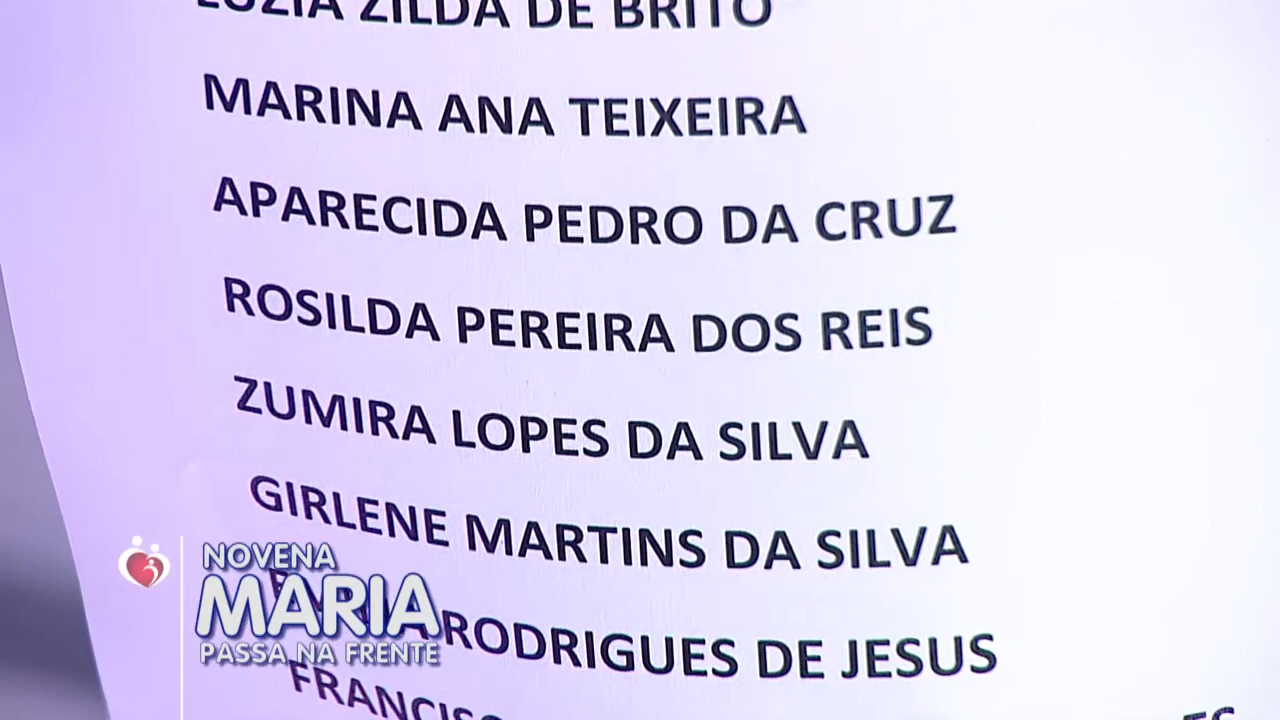 LUZIA ZILDA DE BRITO
MARINA ANA TEIXEIRA
APARECIDA PEDRO DA CRUZ
ROSILDA PEREIRA DOS REIS
ZUMIRA LOPES DA SILVA
GIRLENE MARTINS DA SILVA
RODRIGUES DE JESUS
NOVENA
MARIA
PASSA NA FRENTE